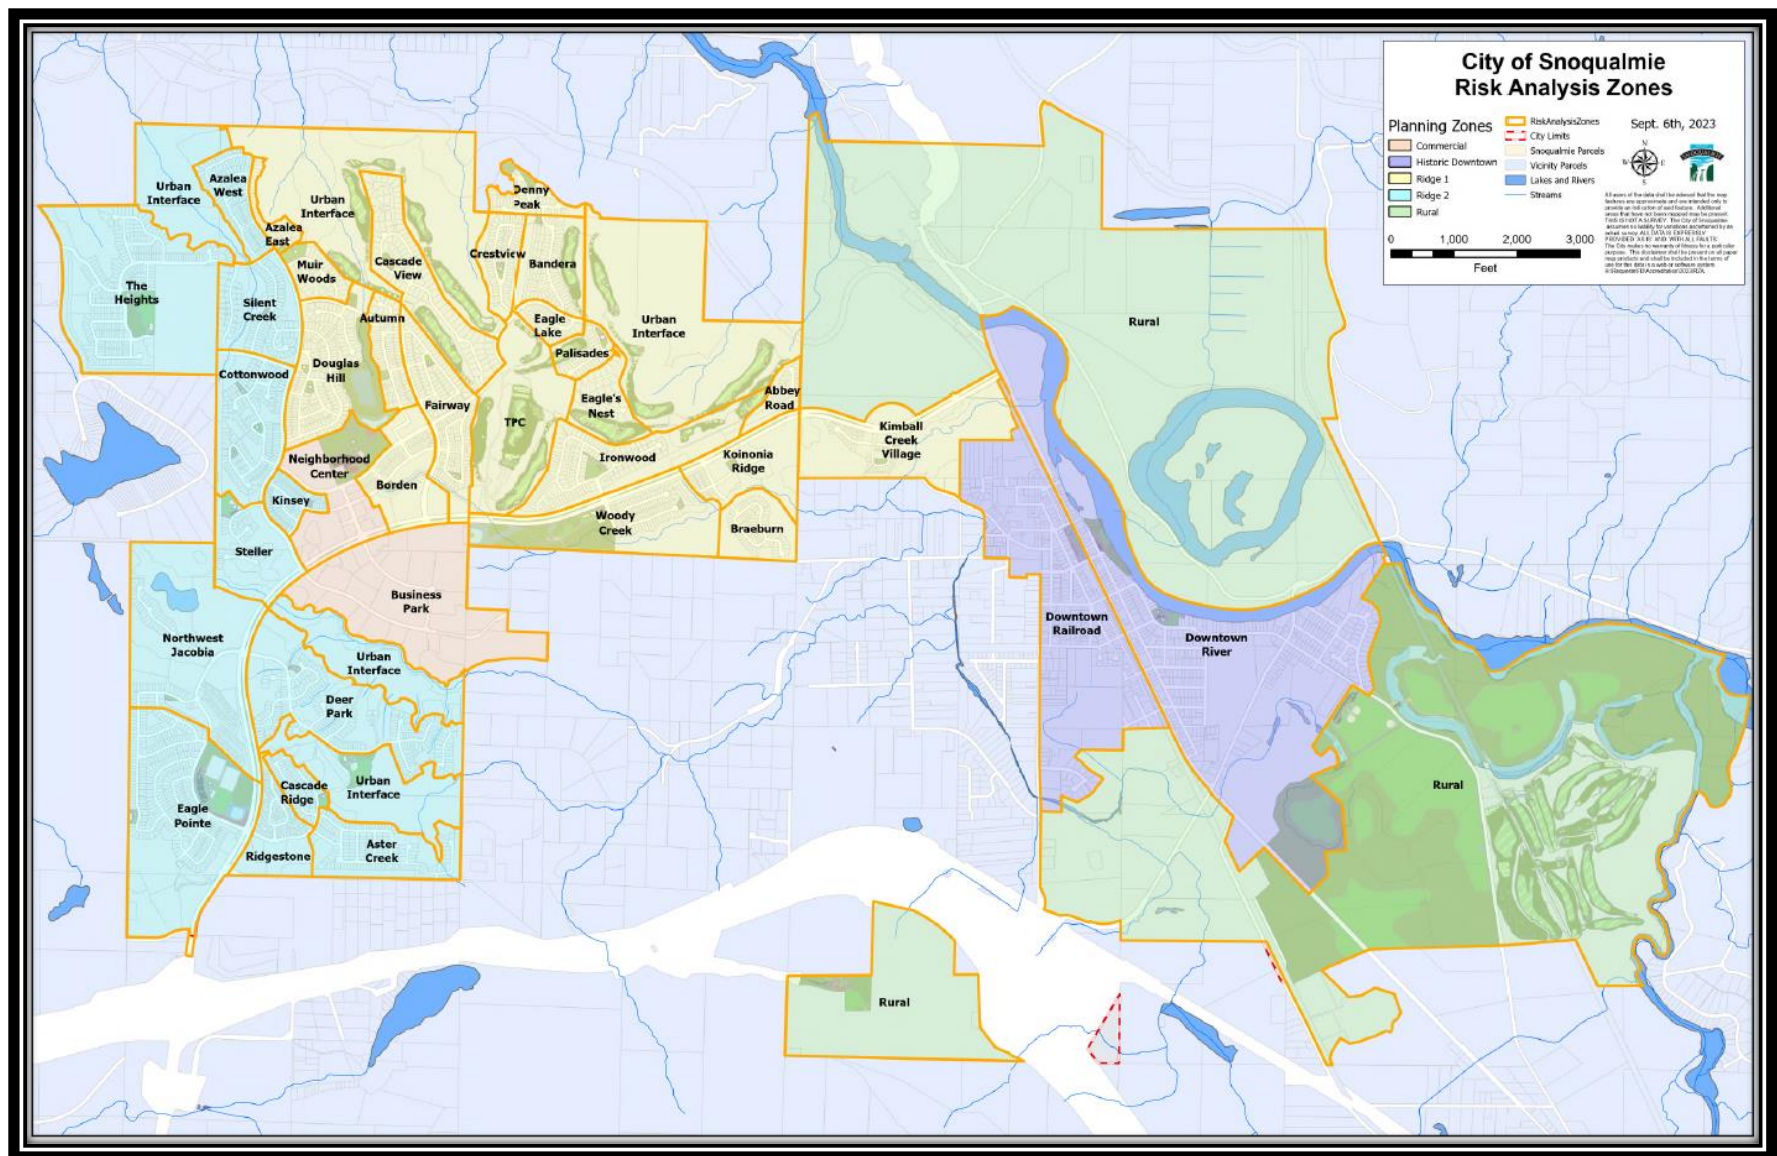 City of Snoqualmie
Risk Analysis Zones
Planning Zones
Commercial
Historic Downtown
Ridge 1
Ridge 2
Rural
RiskAnalysisZones
City Limits
Snoqualmie Parcels
Vicinity Parcels
Lakes and Rivers
Streams
Sept. 6th, 2023
N
W
E
S
0 1,000 2,000 3,000
Feet
Urban
Interface
Azalea
West
Azalea
East
Urban
Interface
Denny
Peak
The
Heights
Silent
Creek
Muir
Woods
Cascade
View
Crestview
Bandera
Autumn
Eagle
Lake
Urban
Interface
Palisades
Cottonwood
Douglas
Hill
Fairway
TPC
Eagle's
Nest
Abbey
Road
Neighborhood
Center
Borden
Ironwood
Koinonia
Ridge
Kimball
Creek
Village
Kinsey
Woody
Creek
Braeburn
Steller
Business
Park
Northwest
Jacobia
Urban
Interface
Deer
Park
Cascade
Ridge
Urban
Interface
Eagle
Pointe
Ridgestone
Aster
Creek
Rural
Downtown
Railroad
Downtown
River
Rural
Rural